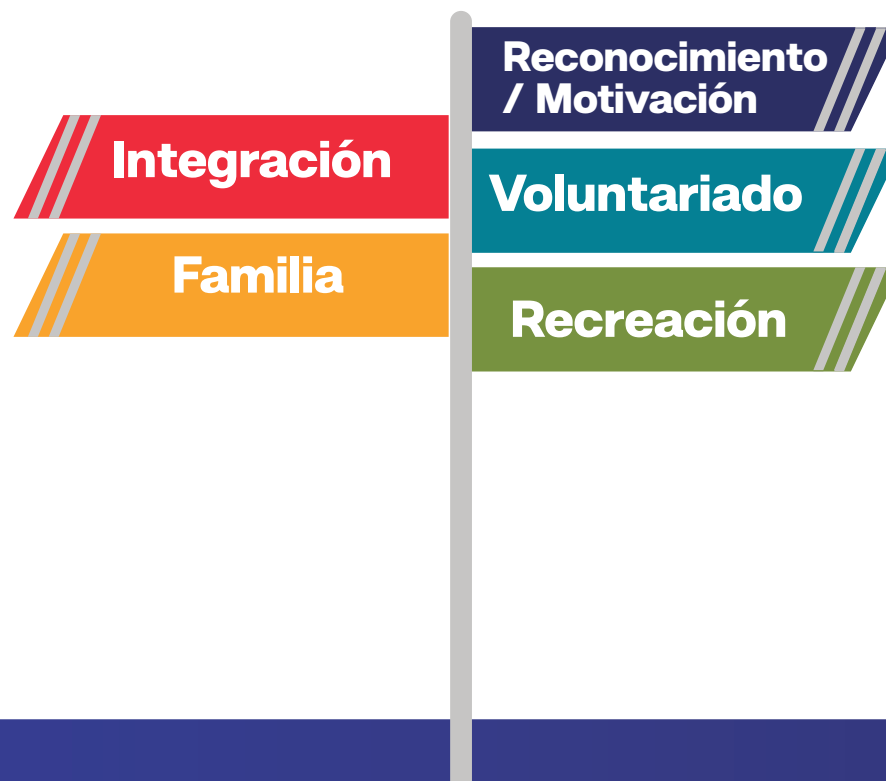 Reconocimiento
/ Motivación
Integración
Voluntariado
Familia
Recreación